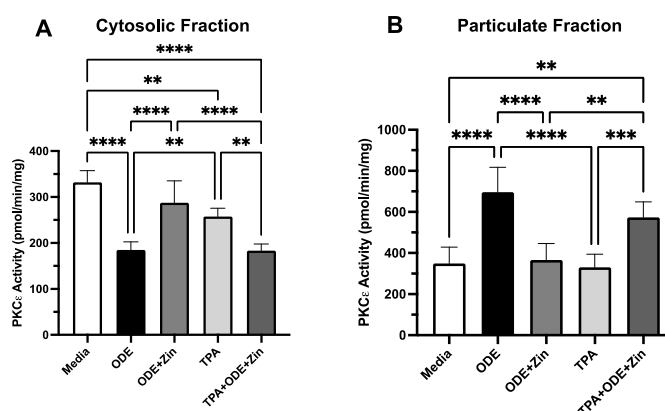 A
Cytosolic Fraction
****
**
**** ****
**** ** **
PKCε Activity (pmol/min/mg)
400
300
200
100
0
Media
ODE
ODE+Zin
TPA
TPA+ODE+Zin
B
Particulate Fraction
**
**** **
**** **** ***
PKCε Activity (pmol/min/mg)
1000
800
600
400
200
0
Media
ODE
ODE+Zin
TPA
TPA+ODE+Zin